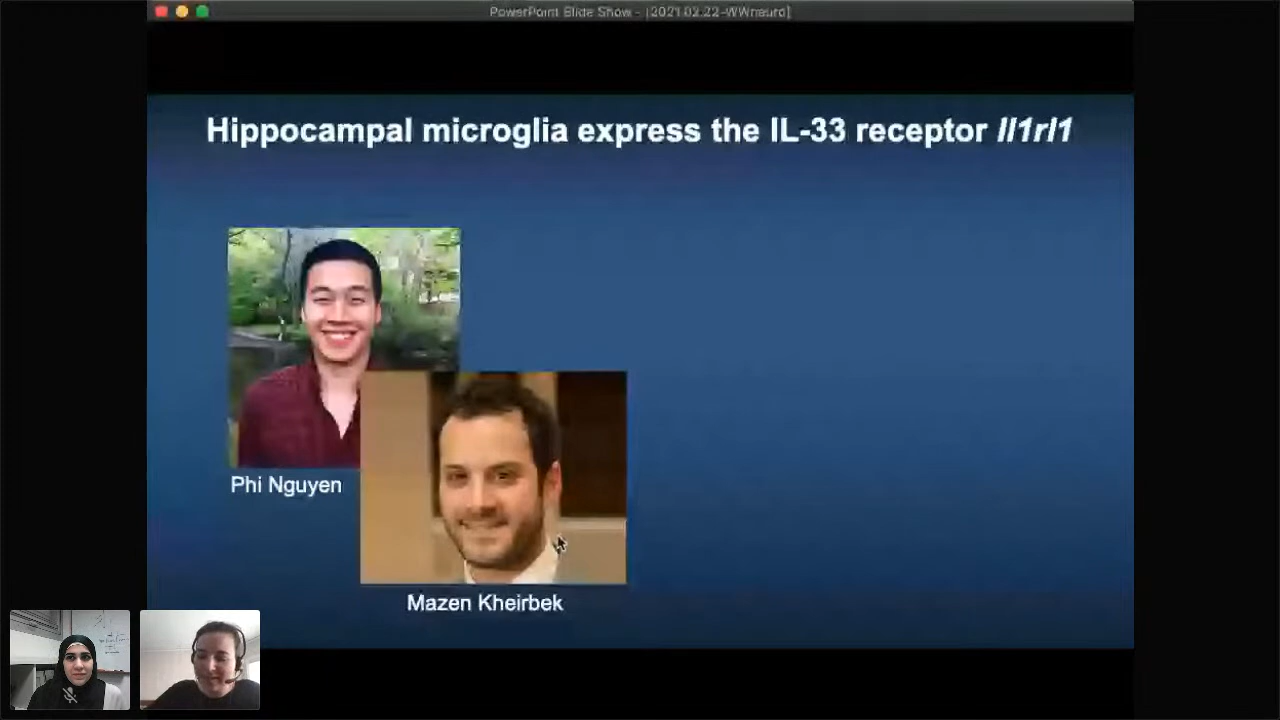 PowerPoint Slide Show - [2021.02.22-WWneuro]
Hippocampal microglia express the IL-33 receptor Il1rl1
Phi Nguyen
Mazen Kheirbek